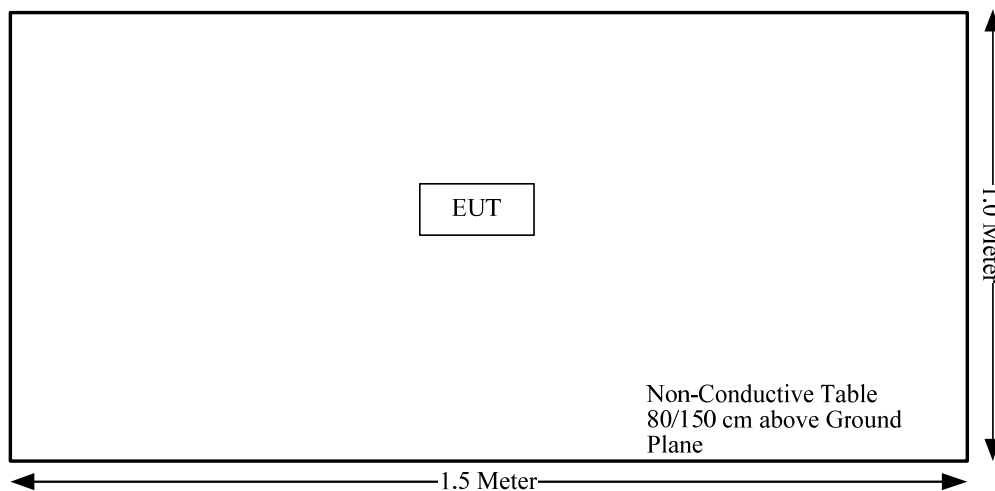 EUT
1.0 Meter
Non-Conductive Table
80/150 cm above Ground
Plane
1.5 Meter